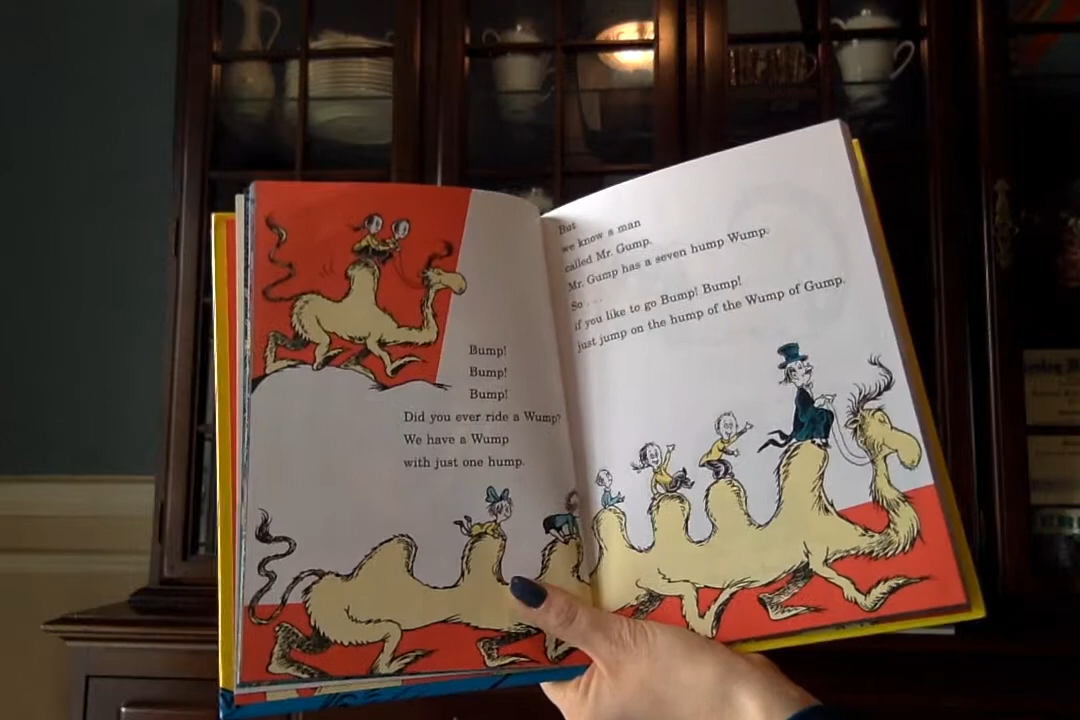 Bump!
Bump!
Bump!
Did you ever ride a Wump?
We have a Wump
with just one hump.
But
we know a man
called Mr. Gump.
Mr. Gump has a seven hump Wump.
So . . .
if you like to go Bump! Bump!
just jump on the hump of the Wump of Gump.